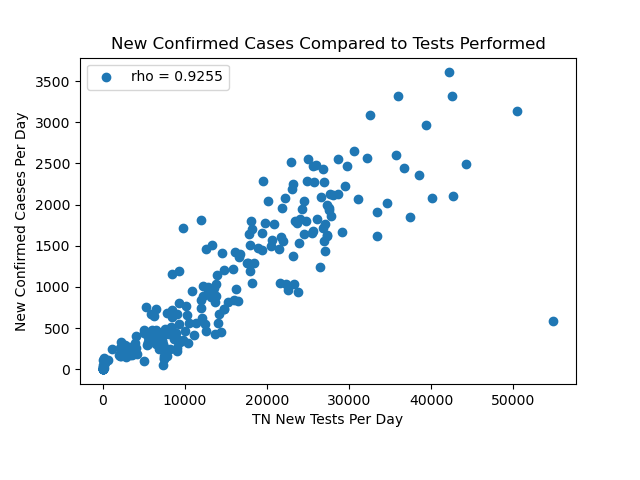 New Confirmed Cases Compared to Tests Performed
rho = 0.9255
3500
3000
2500
2000
1500
1000
500
0
New Confirmed Caeses Per Day
0 10000 20000 30000 40000 50000
TN New Tests Per Day